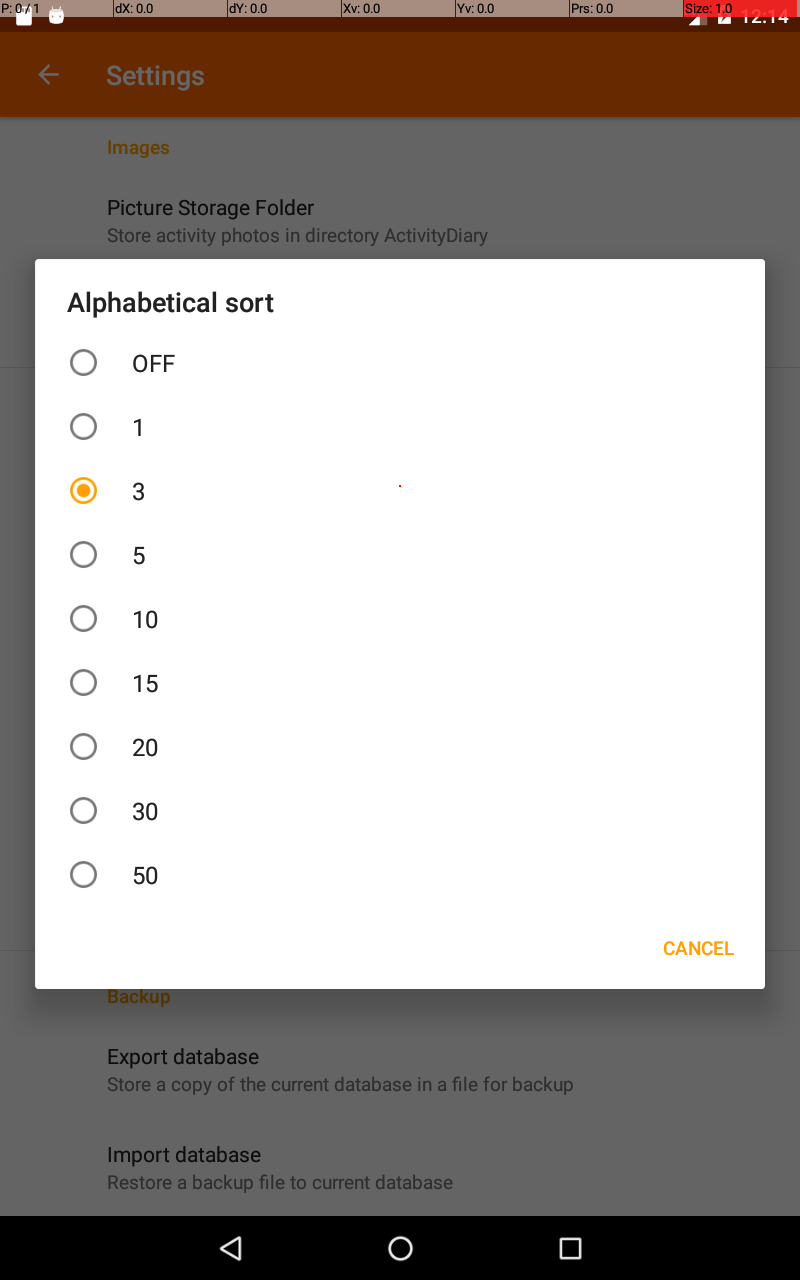 P: 0 / 1 dX: 0.0 dY: 0.0 Xv: 0.0 Yv: 0.0 Prs: 0.0 Size: 1.0
12:14
Settings
Images
Picture Storage Folder
Store activity photos in directory ActivityDiary
Alphabetical sort
OFF
1
3
5
10
15
20
30
50
CANCEL
Backup
Export database
Store a copy of the current database in a file for backup
Import database
Restore a backup file to current database